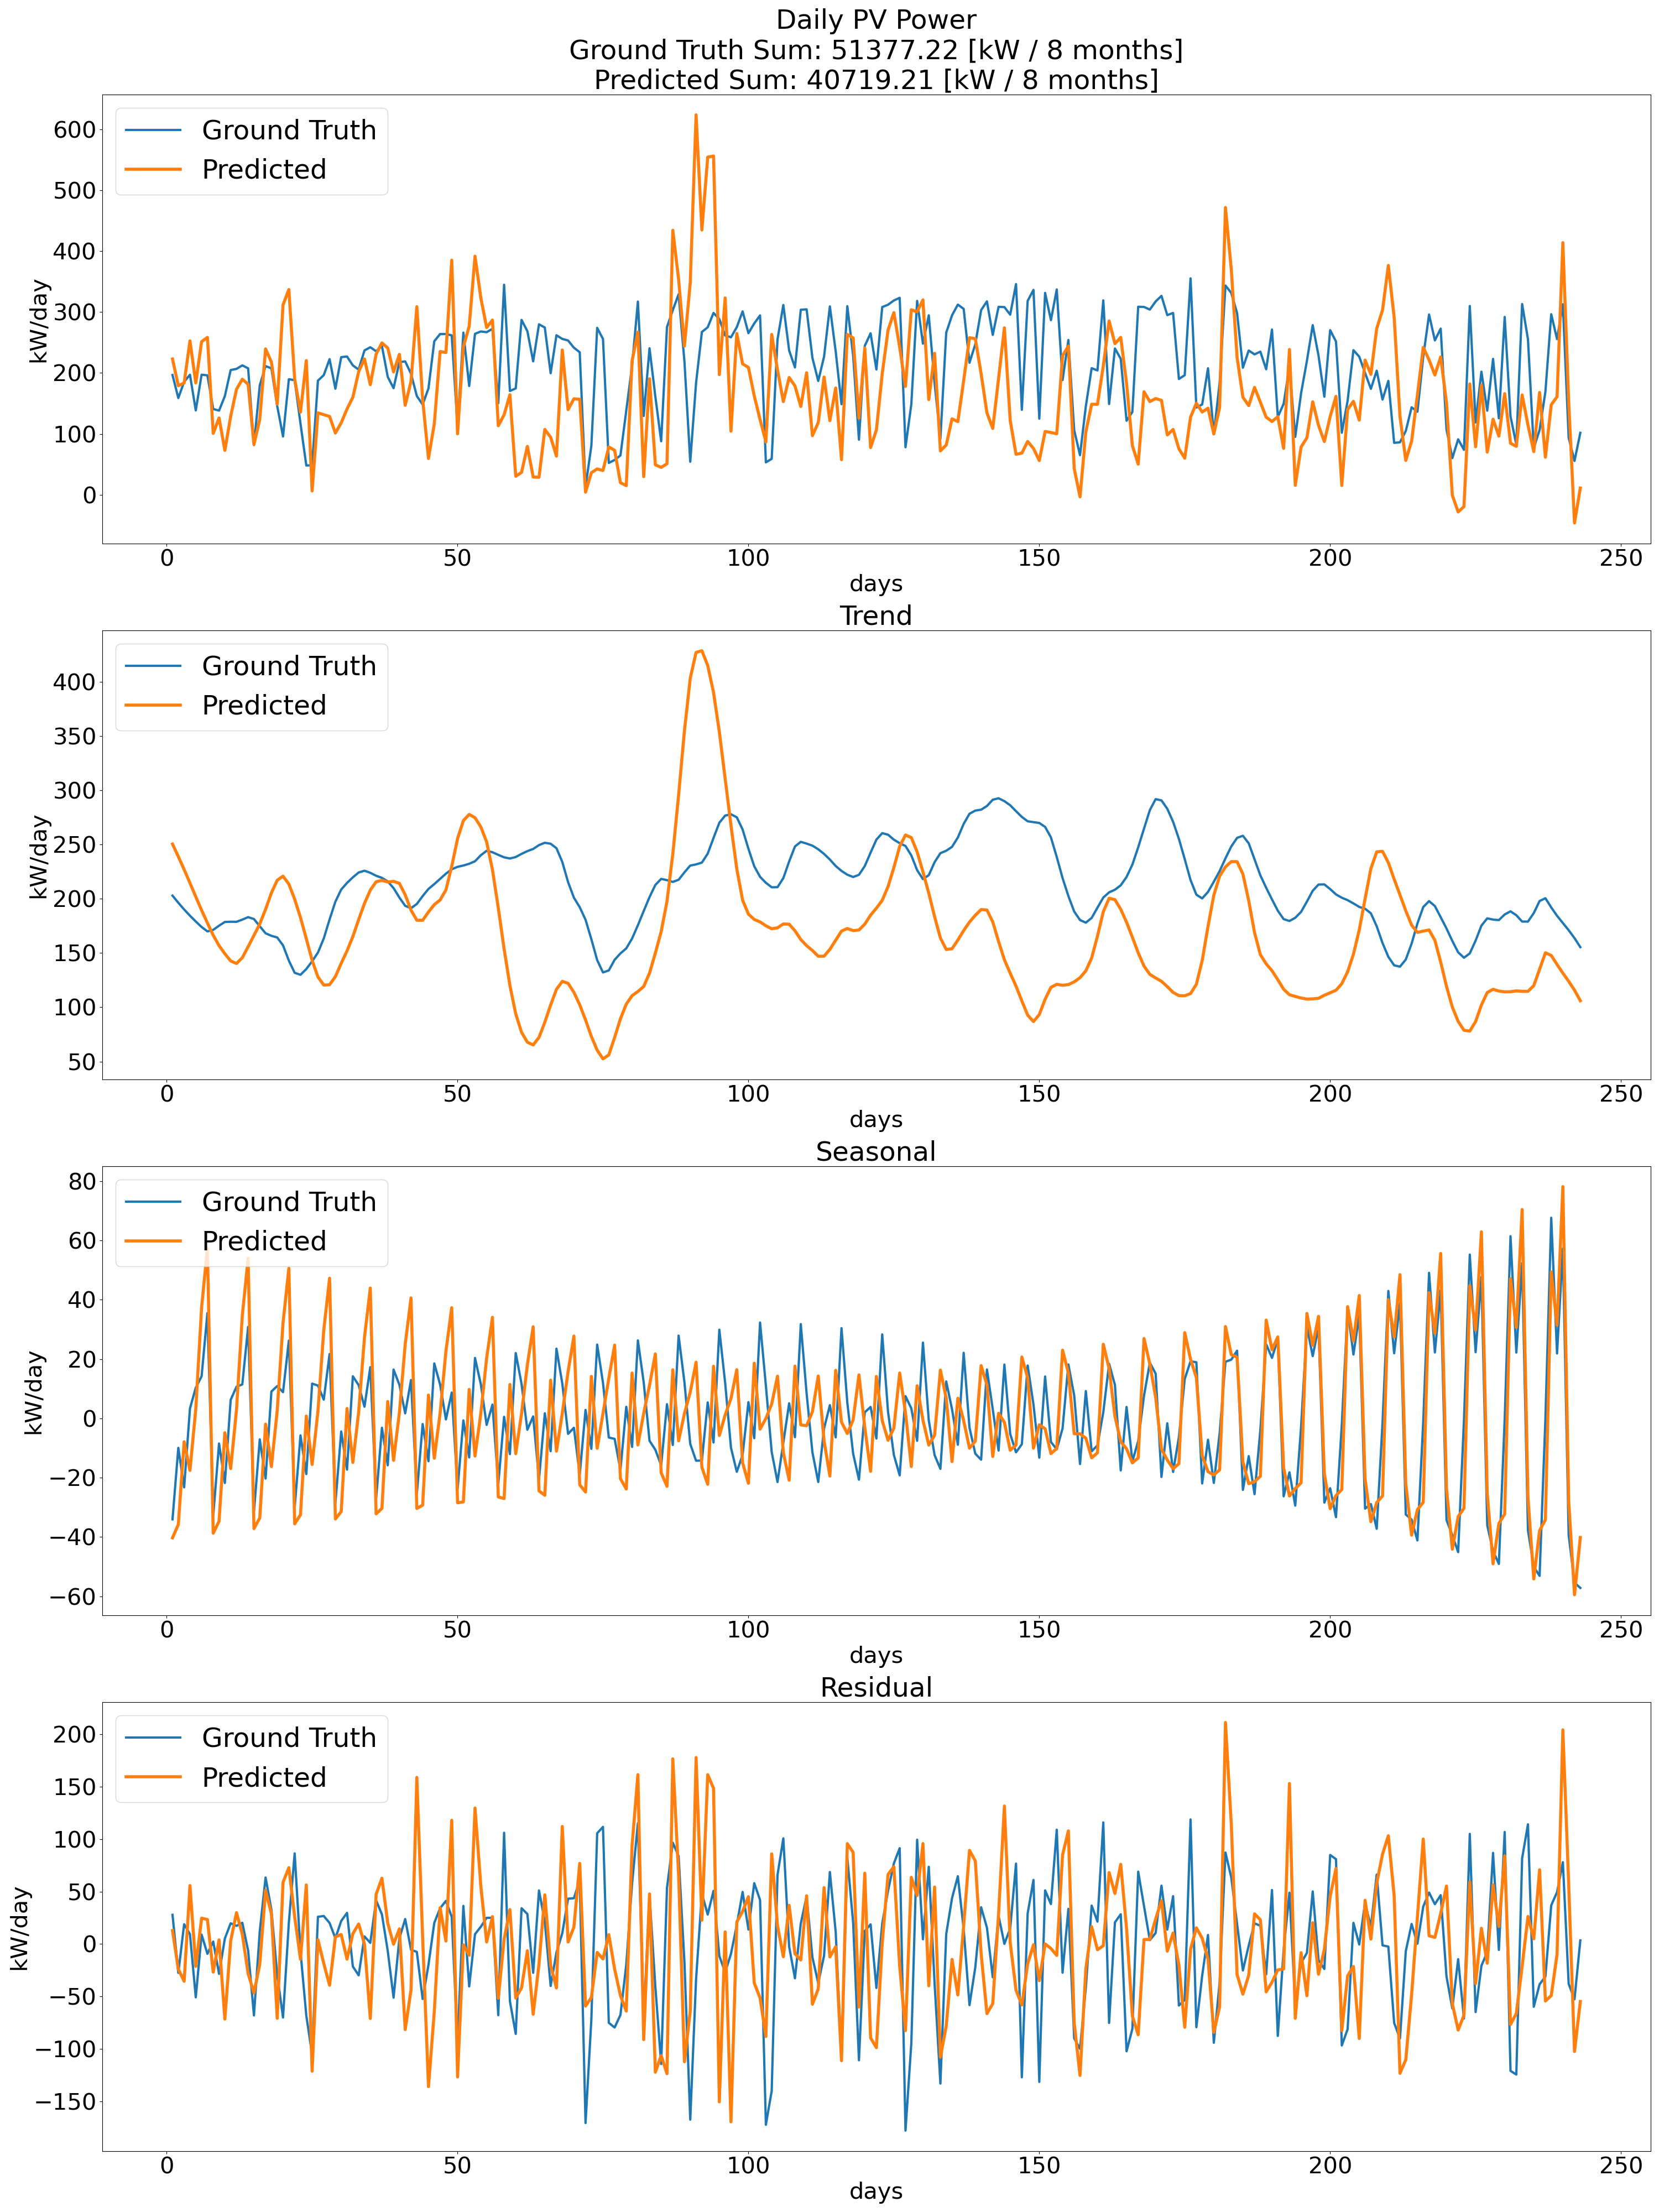 Daily PV Power
Ground Truth Sum: 51377.22 [kW / 8 months]
Predicted Sum: 40719.21 [kW / 8 months]
Ground Truth
Predicted
600
500
400
300
200
100
0
kW/day
0 50 100 150 200 250
days
Trend
Ground Truth
Predicted
400
350
300
250
200
150
100
50
kW/day
0 50 100 150 200 250
days
Seasonal
Ground Truth
Predicted
80
60
40
20
0
−20
−40
−60
kW/day
0 50 100 150 200 250
days
Residual
Ground Truth
Predicted
200
150
100
50
0
−50
−100
−150
kW/day
0 50 100 150 200 250
days